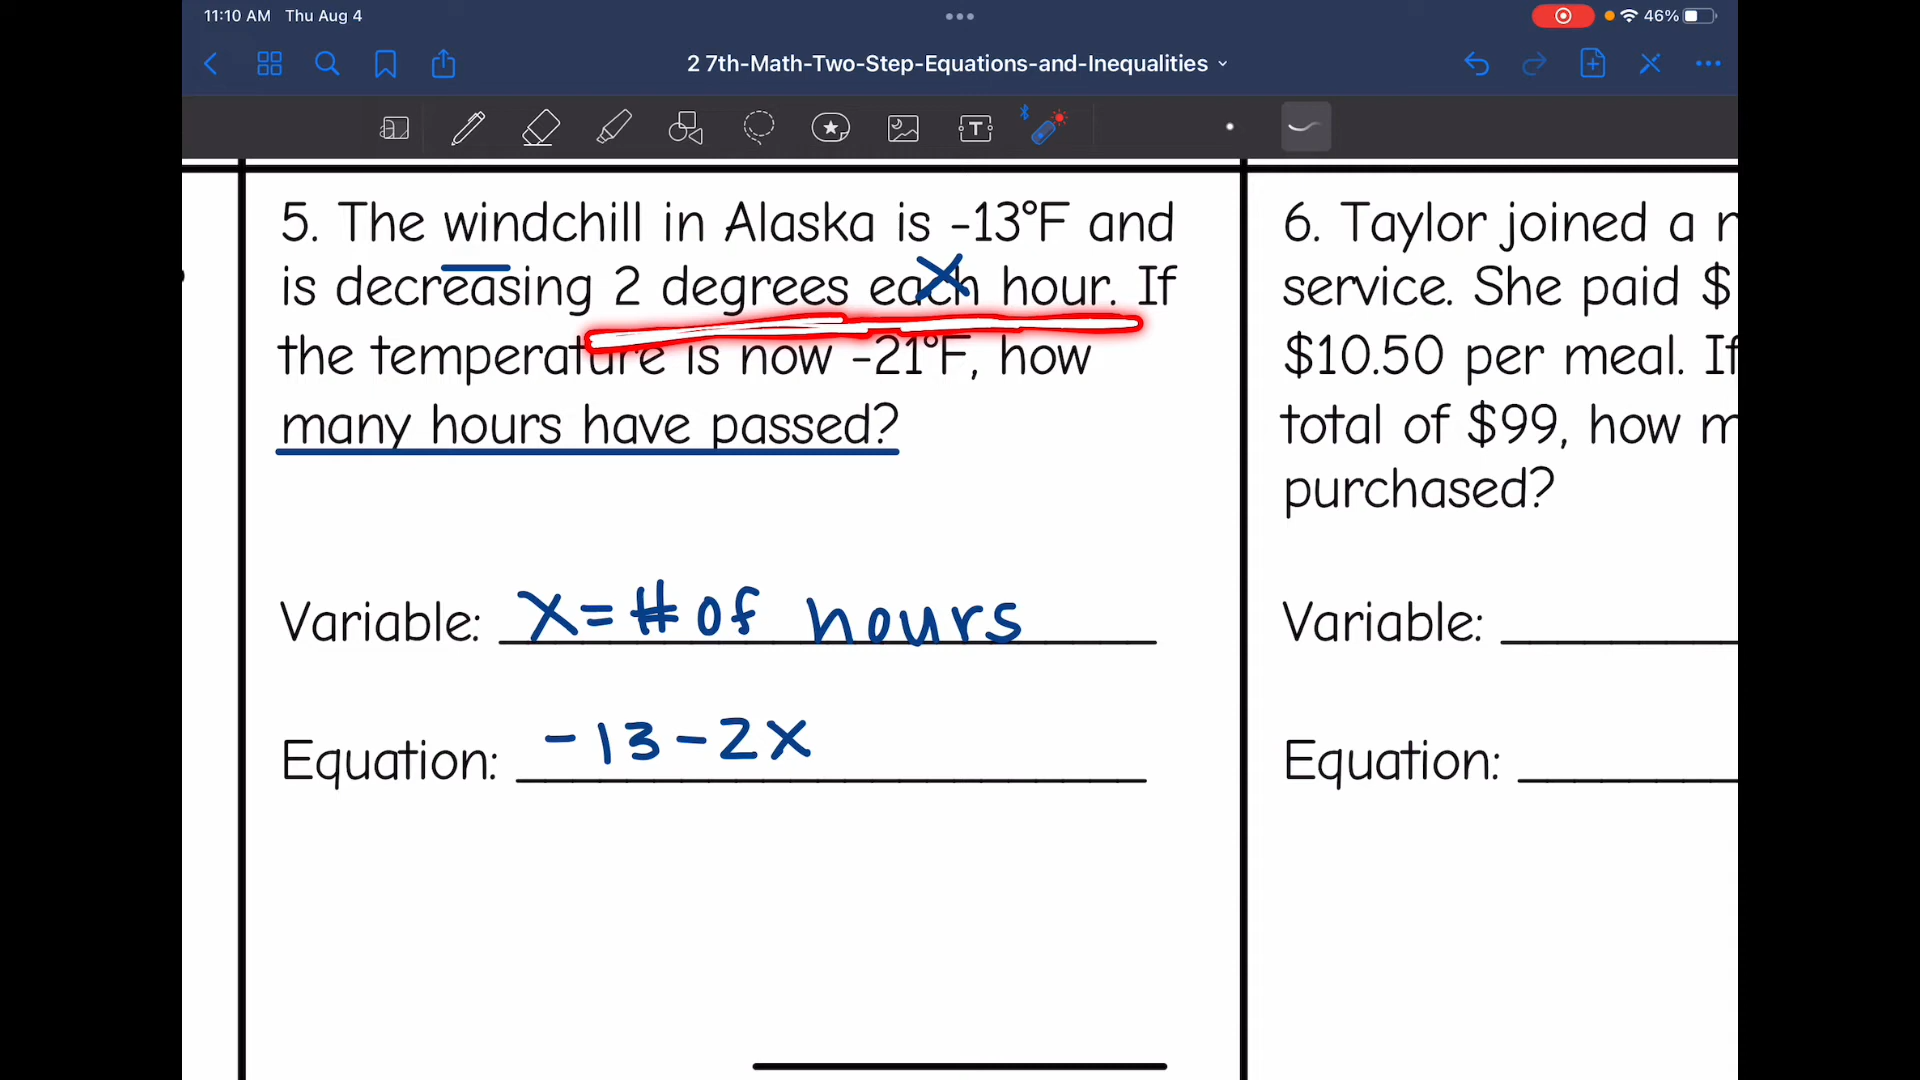 11:10 AM Thu Aug 4
46%
2 7th-Math-Two-Step-Equations-and-Inequalities
5. The windchill in Alaska is -13°F and
is decreasing 2 degrees each hour. If
the temperature is now -21°F, how
many hours have passed?
X
Variable: X = # of hours
Equation: -13-2X
6. Taylor joined a
service. She paid $
$10.50 per meal. If
total of $99, how
purchased?
Variable:
Equation: